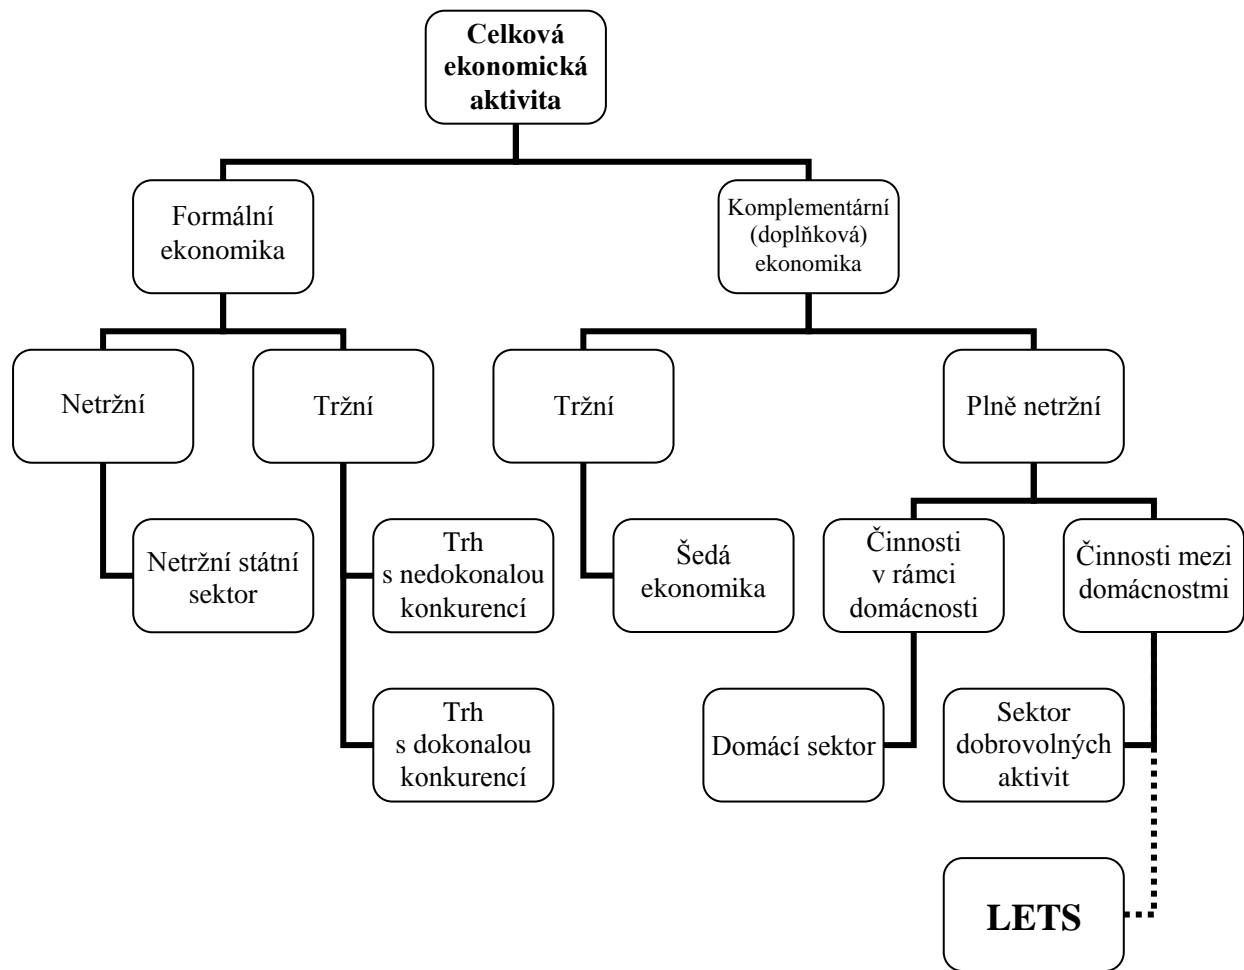 Celková
ekonomická
aktivita
Formální
ekonomika
Komplementární
(doplňková)
ekonomika
Netržní
Tržní
Tržní
Plně netržní
Netržní státní
sektor
Trh
s nedokonalou
konkurencí
Šedá
ekonomika
Činnosti
v rámci
domácnosti
Činnosti mezi
domácnostmi
Trh
s dokonalou
konkurencí
Domácí sektor
Sektor
dobrovolných
aktivit
LETS